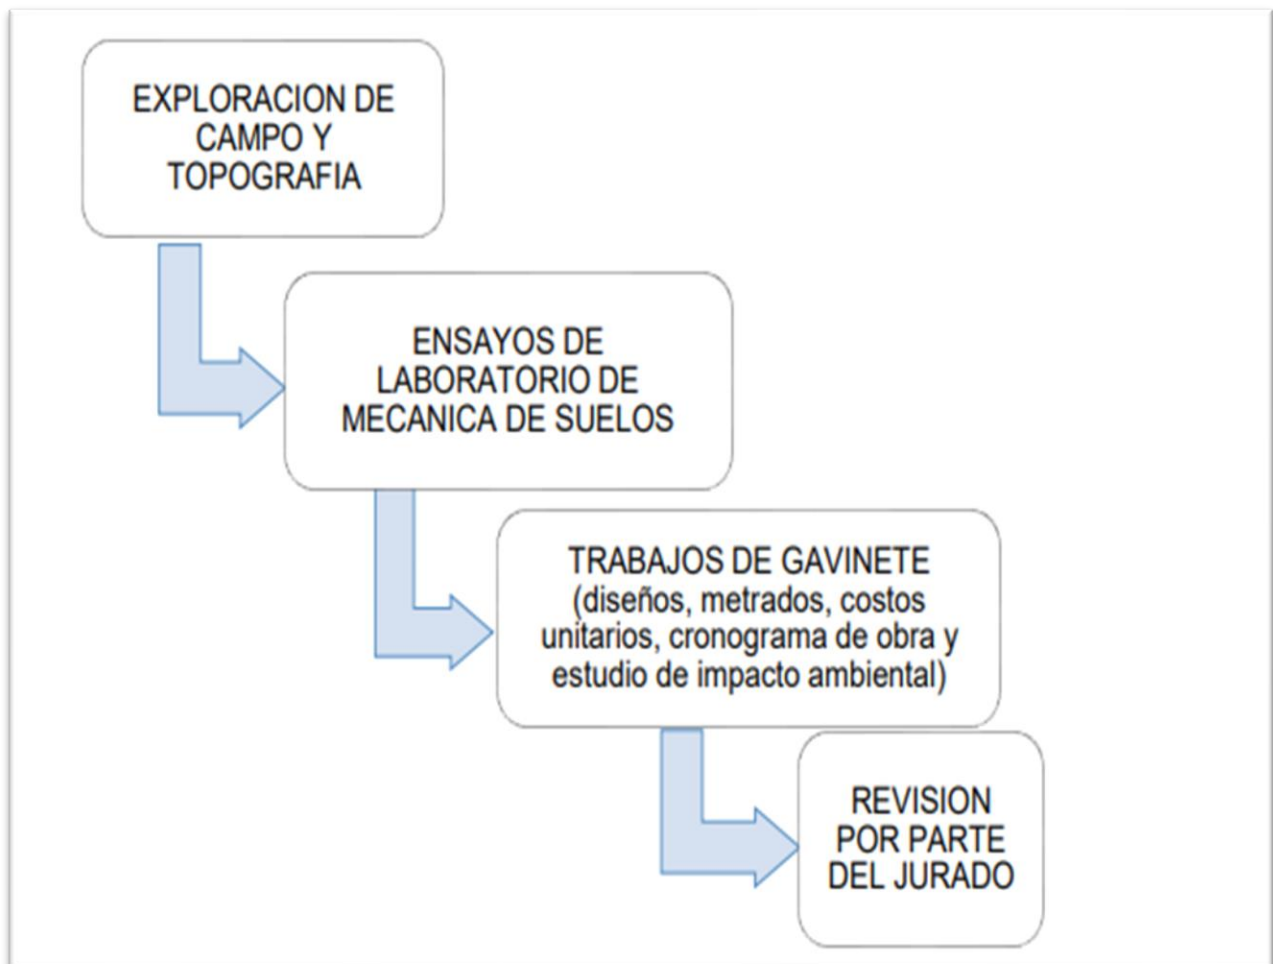 EXPLORACION DE
CAMPO Y
TOPOGRAFIA
ENSAYOS DE
LABORATORIO DE
MECANICA DE SUELOS
TRABAJOS DE GAVINETE
(diseños, metrados, costos
unitarios, cronograma de obra y
estudio de impacto ambiental)
REVISION
POR PARTE
DEL JURADO